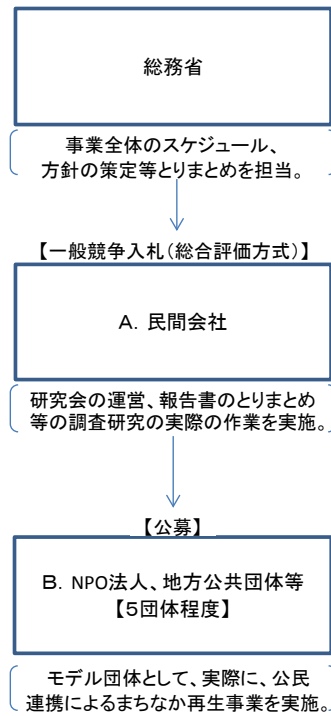 総務省
事業全体のスケジュール、
方針の策定等とりまとめを担当。
【一般競争入札（総合評価方式）】
A．民間会社
研究会の運営、報告書のとりまとめ
等の調査研究の実際の作業を実施。
【公募】
B．NPO法人、地方公共団体等
【５団体程度】
モデル団体として、実際に、公民
連携によるまちなか再生事業を実施。